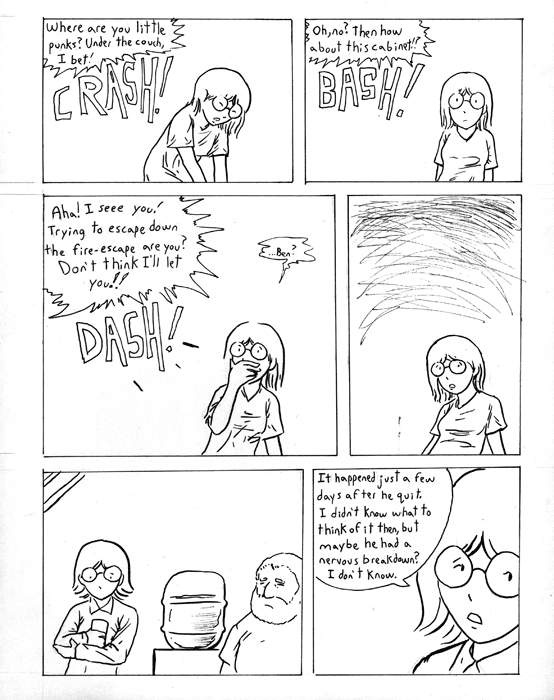 Where are you little
punks? Under the couch,
I bet!
CRASH!
Oh, no? Then how
about this cabinet!?
BASH!
Aha! I seee you!
Trying to escape down
the fire-escape are you?
Don't think I'll let
you!!
DASH!
...Ben?
It happened just a few
days after he quit.
I didn't know what to
think of it then, but
maybe he had a
nervous breakdown?
I don't know.